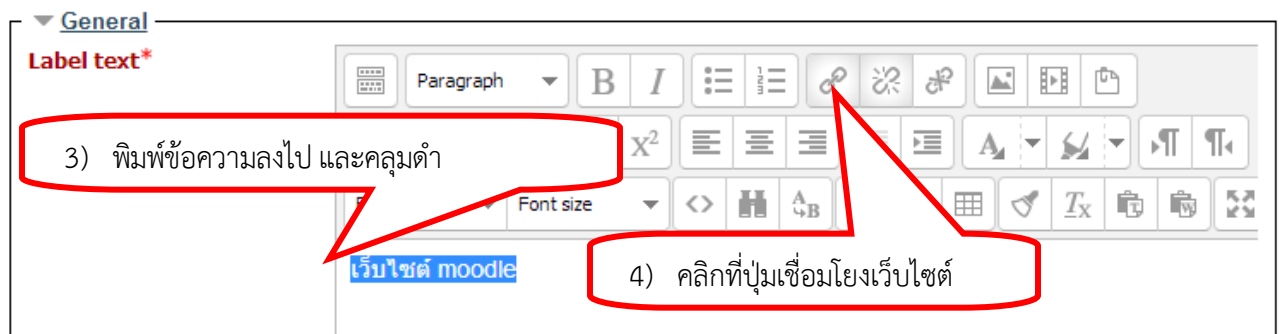 General
Label text*
Paragraph B I
3) พิมพ์ข้อความลงไป และคลุมดำ
X² A
Font size <> A B T x T W
เว็บไซต์ moodle
4) คลิกที่ปุ่มเชื่อมโยงเว็บไซต์